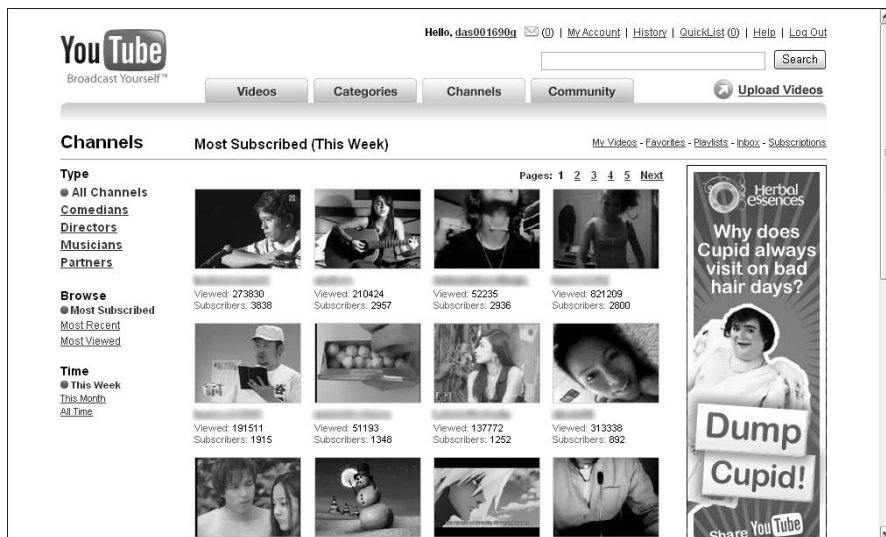 Hello, das001690q (0) | My Account | History | QuickList (0) | Help | Log Out
You Tube
Broadcast Yourself™
Search
Videos Categories Channels Community Upload Videos
Channels
Most Subscribed (This Week)
My Videos - Favorites - Playlists - Inbox - Subscriptions
Type
All Channels
Comedians
Directors
Musicians
Partners
Browse
Most Subscribed
Most Recent
Most Viewed
Time
This Week
This Month
All Time
Pages: 1 2 3 4 5 Next
Viewed: 273830 Viewed: 210424 Viewed: 52235 Viewed: 821209
Subscribers: 3838 Subscribers: 2957 Subscribers: 2936 Subscribers: 2800
Viewed: 191511 Viewed: 51193 Viewed: 137772 Viewed: 313338
Subscribers: 1915 Subscribers: 1348 Subscribers: 1252 Subscribers: 892
Herbal
essences
Why does
Cupid always
visit on bad
hair days?
Dump
Cupid!
Share You Tube